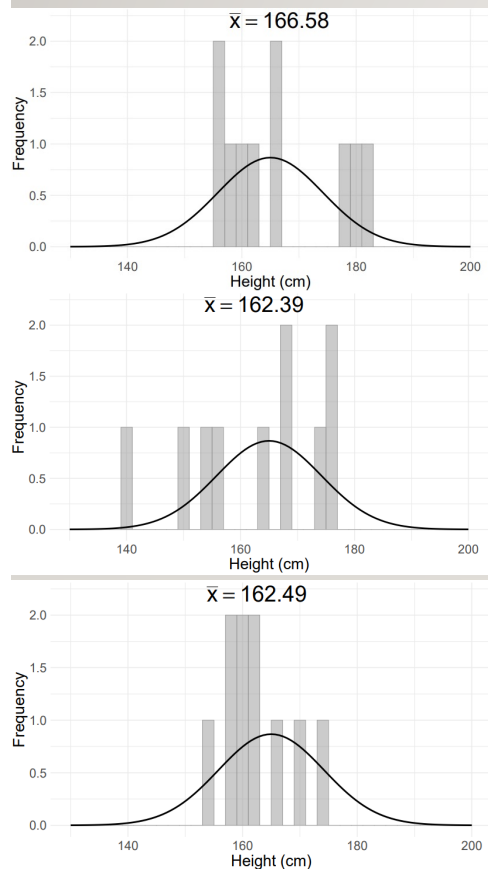 x̅ = 166.58
2.0
1.5
1.0
0.5
0.0
Frequency
140 160 180 200
Height (cm)
x̅ = 162.39
2.0
1.5
1.0
0.5
0.0
Frequency
140 160 180 200
Height (cm)
x̅ = 162.49
2.0
1.5
1.0
0.5
0.0
Frequency
140 160 180 200
Height (cm)